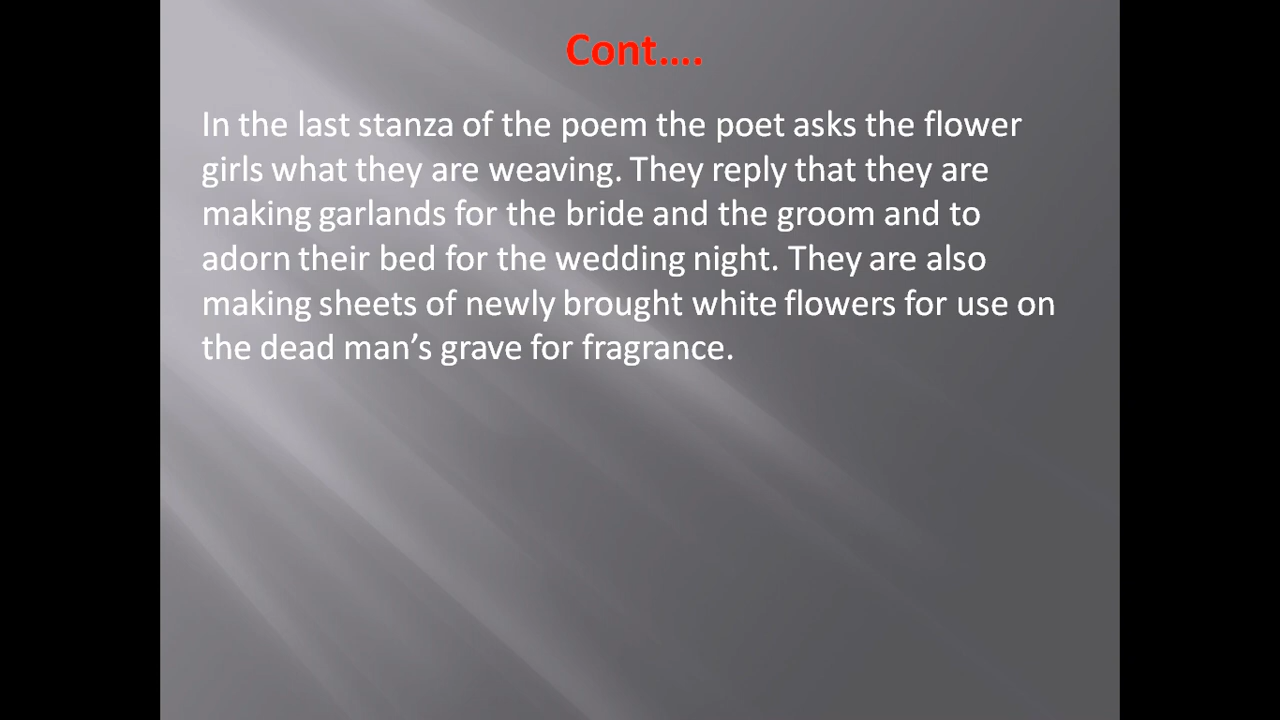 Cont....
In the last stanza of the poem the poet asks the flower
girls what they are weaving. They reply that they are
making garlands for the bride and the groom and to
adorn their bed for the wedding night. They are also
making sheets of newly brought white flowers for use on
the dead man’s grave for fragrance.